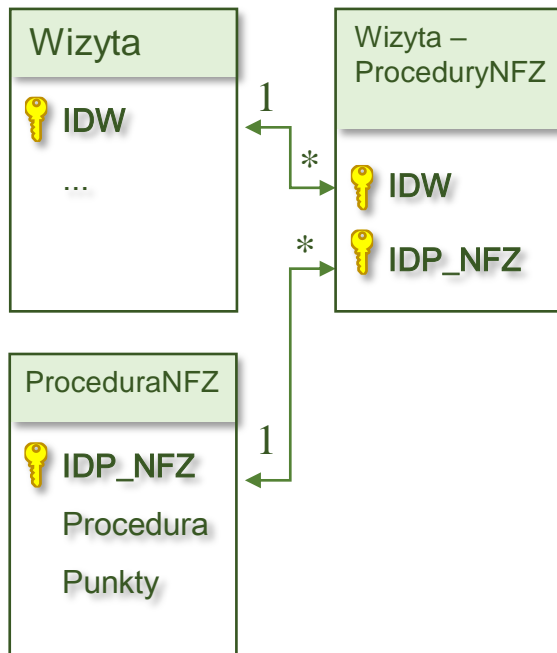 Wizyta
IDW
...
Wizyta –
ProceduryNFZ
IDW
IDP_NFZ
1
*
*
1
ProceduraNFZ
IDP_NFZ
Procedura
Punkty